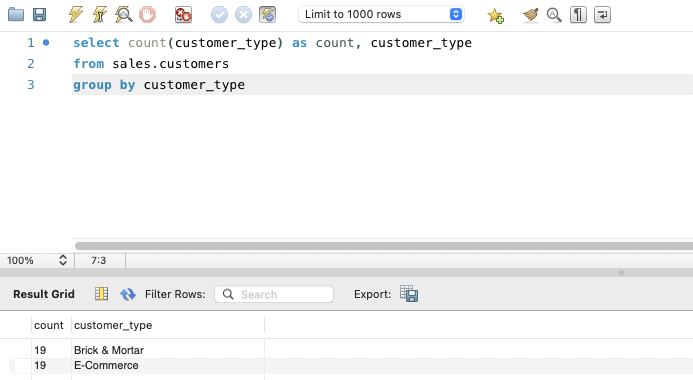 Limit to 1000 rows
1 select count(customer_type) as count, customer_type
2 from sales.customers
3 group by customer_type
100% 7:3
Result Grid Filter Rows: Search Export:
count customer_type
19 Brick & Mortar
19 E-Commerce